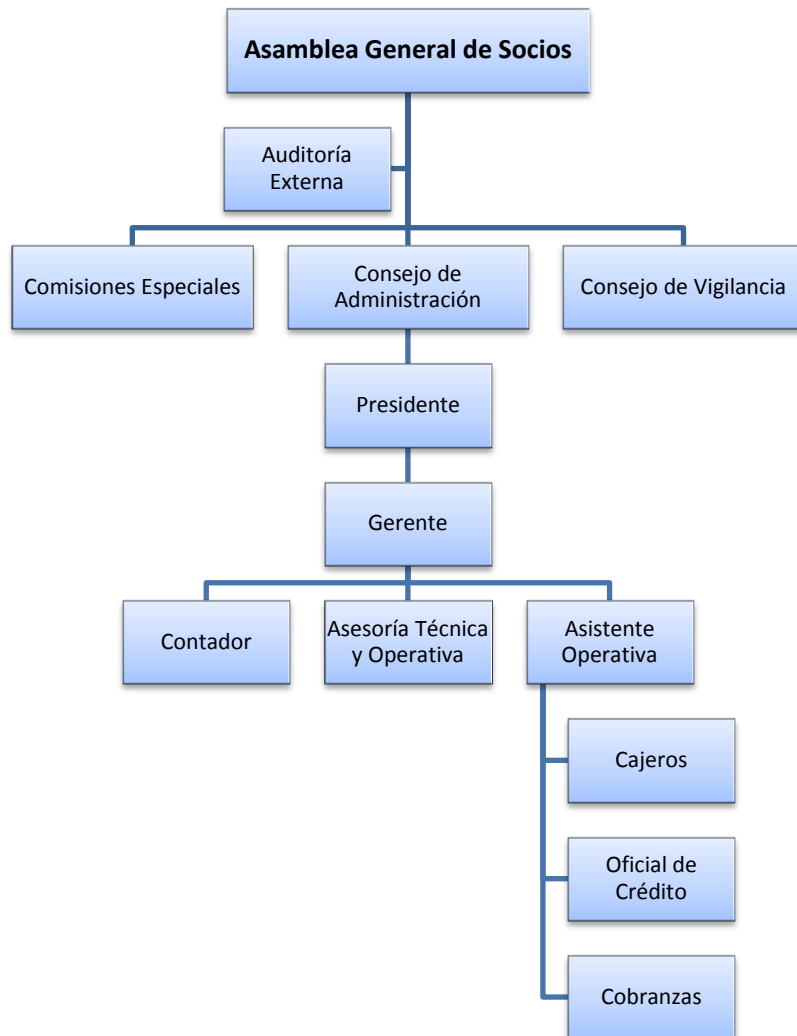 Asamblea General de Socios
Auditoría
Externa
Comisiones Especiales
Consejo de
Administración
Consejo de Vigilancia
Presidente
Gerente
Contador
Asesoría Técnica
y Operativa
Asistente
Operativa
Cajeros
Oficial de
Crédito
Cobranzas